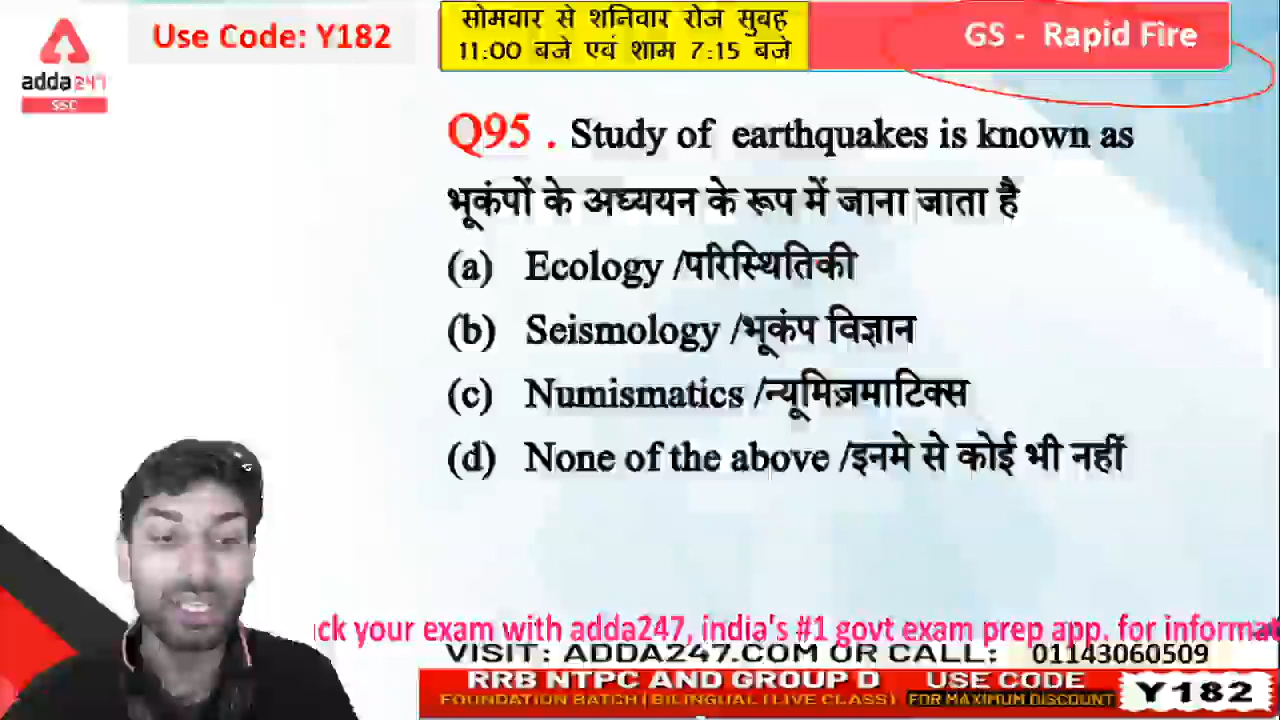 adda247
SSC
Use Code: Y182
सोमवार से शनिवार रोज सुबह
11:00 बजे एवं शाम 7:15 बजे
GS - Rapid Fire
Q95 . Study of earthquakes is known as
भूकंपों के अध्ययन के रूप में जाना जाता है
(a) Ecology /परिस्थितिकी
(b) Seismology /भूकंप विज्ञान
(c) Numismatics /न्यूमिज़माटिक्स
(d) None of the above /इनमे से कोई भी नहीं
ck your exam with adda247, india's #1 govt exam prep app. for informat
VISIT: ADDA247.COM OR CALL: 01143060509
RRB NTPC AND GROUP D USE CODE
FOUNDATION BATCH | BILINGUAL (LIVE CLASS) FOR MAXIMUM DISCOUNT Y182